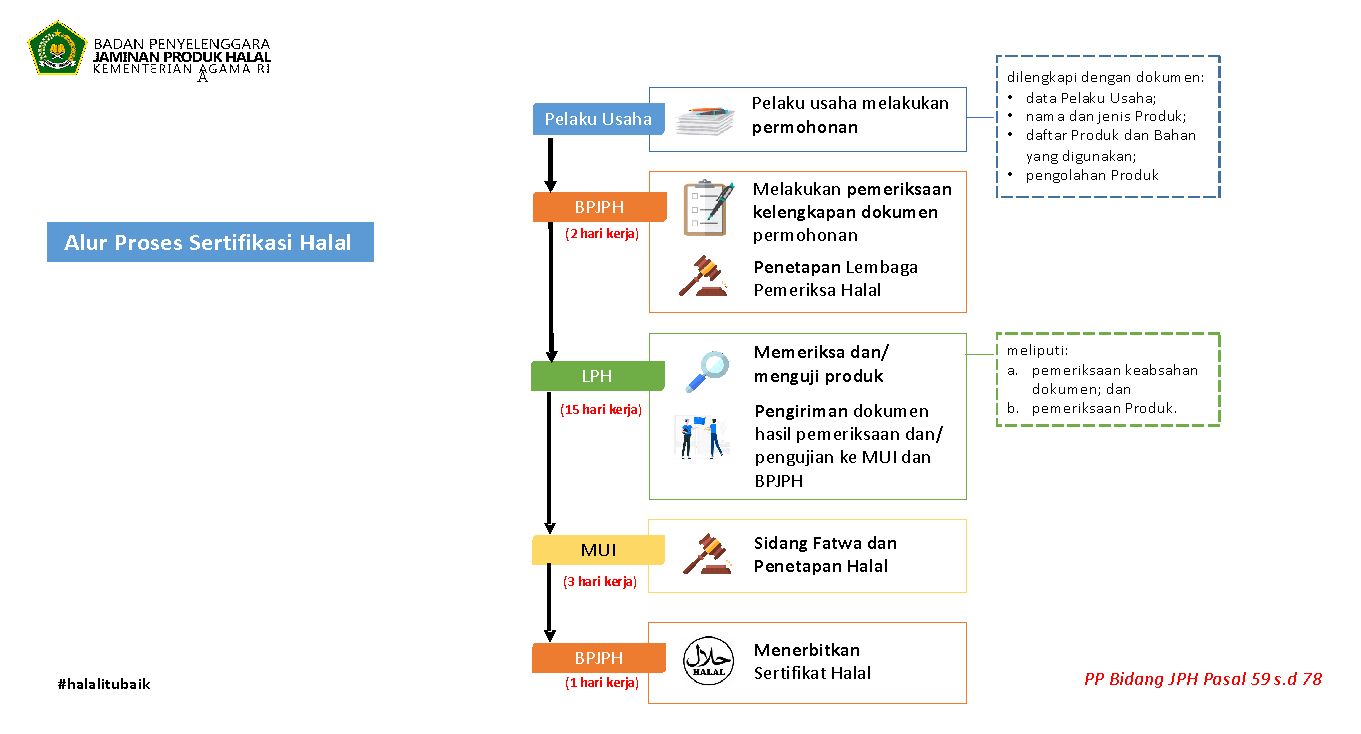 BADAN PENYELENGGARA
JAMINAN PRODUK HALAL
KEMENTERIAN AGAMA RI
A
Alur Proses Sertifikasi Halal
Pelaku Usaha
Pelaku usaha melakukan
permohonan
dilengkapi dengan dokumen:
• data Pelaku Usaha;
• nama dan jenis Produk;
• daftar Produk dan Bahan
yang digunakan;
• pengolahan Produk
BPJPH
(2 hari kerja)
Melakukan pemeriksaan
kelengkapan dokumen
permohonan
Penetapan Lembaga
Pemeriksa Halal
LPH
(15 hari kerja)
Memeriksa dan/
menguji produk
Pengiriman dokumen
hasil pemeriksaan dan/
pengujian ke MUI dan
BPJPH
meliputi:
a. pemeriksaan keabsahan
dokumen; dan
b. pemeriksaan Produk.
MUI
(3 hari kerja)
Sidang Fatwa dan
Penetapan Halal
BPJPH
(1 hari kerja)
حلال
HALAL
Menerbitkan
Sertifikat Halal
#halalitubaik
PP Bidang JPH Pasal 59 s.d 78